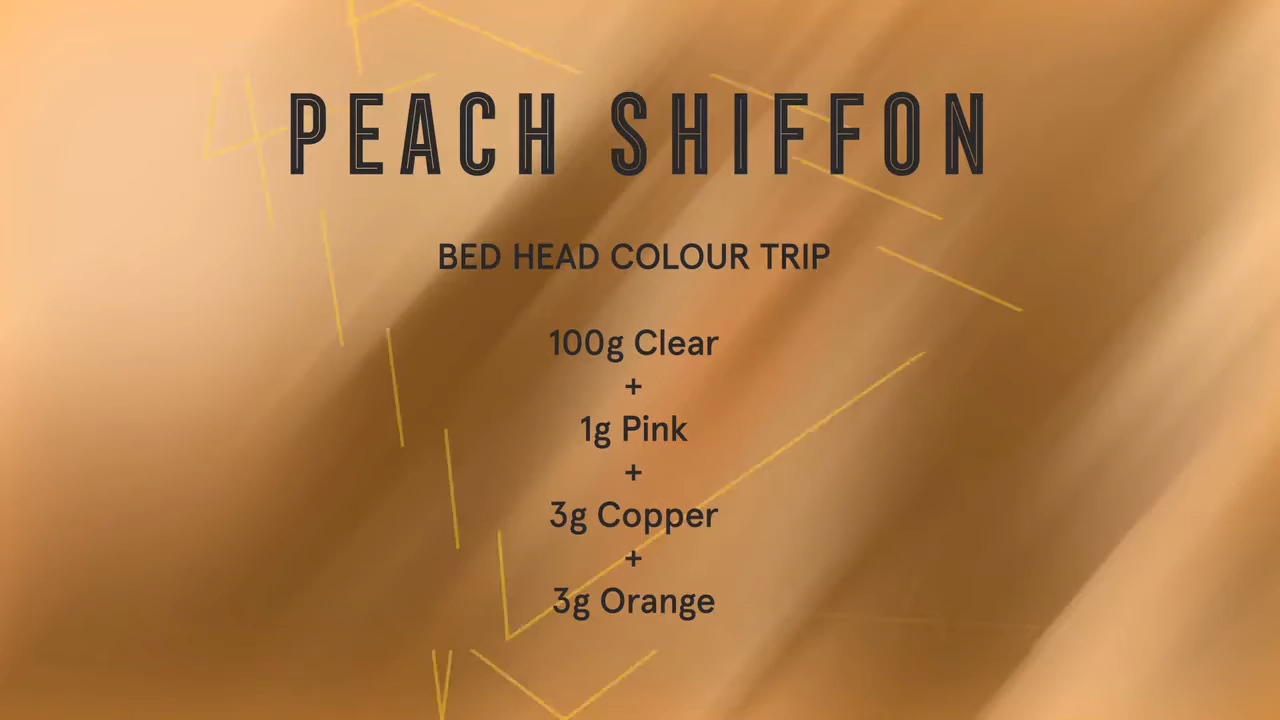 PEACH SHIFFON
BED HEAD COLOUR TRIP
100g Clear
+
1g Pink
+
3g Copper
+
3g Orange